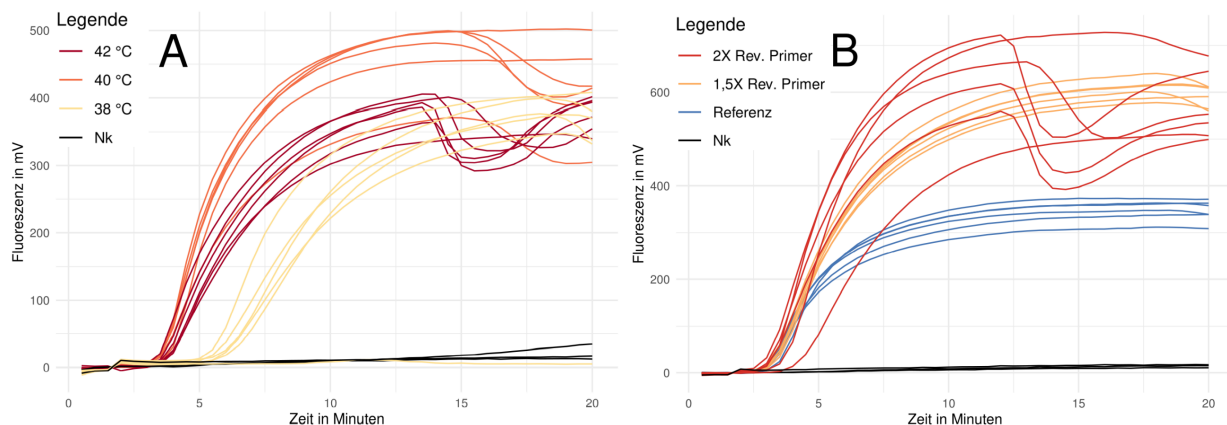 Legende
42 °C
40 °C
38 °C
Nk
A
Fluoreszenz in mV
500
400
300
200
100
0
0 5 10 15 20
Zeit in Minuten
Legende
2X Rev. Primer
1,5X Rev. Primer
Referenz
Nk
B
Fluoreszenz in mV
600
400
200
0
0 5 10 15 20
Zeit in Minuten